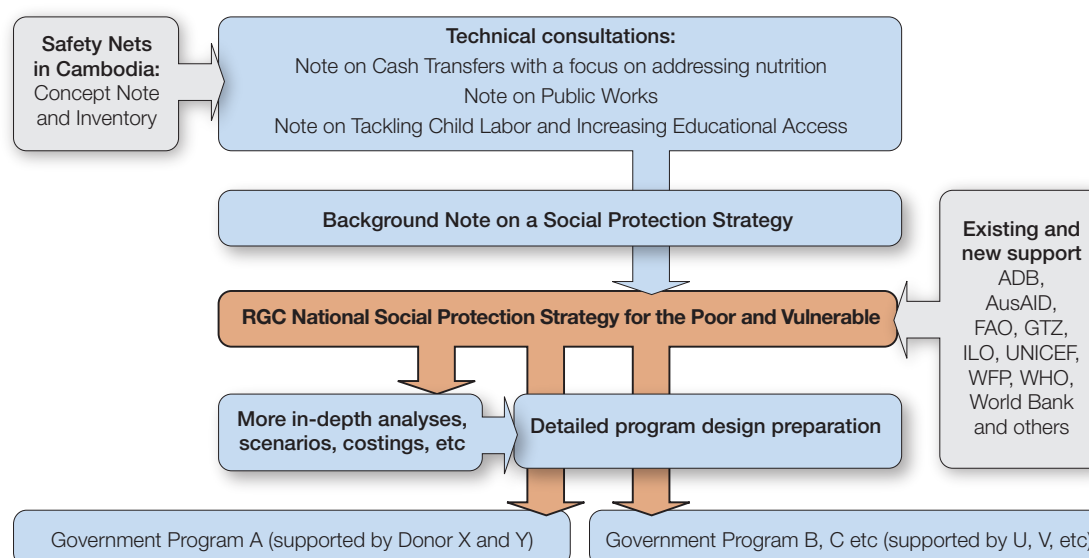 Safety Nets
in Cambodia:
Concept Note
and Inventory
Technical consultations:
Note on Cash Transfers with a focus on addressing nutrition
Note on Public Works
Note on Tackling Child Labor and Increasing Educational Access
Background Note on a Social Protection Strategy
Existing and
new support
ADB,
AusAID,
FAO, GTZ,
ILO, UNICEF,
WFP, WHO,
World Bank
and others
RGC National Social Protection Strategy for the Poor and Vulnerable
More in-depth analyses,
scenarios, costings, etc
Detailed program design preparation
Government Program A (supported by Donor X and Y)
Government Program B, C etc (supported by U, V, etc